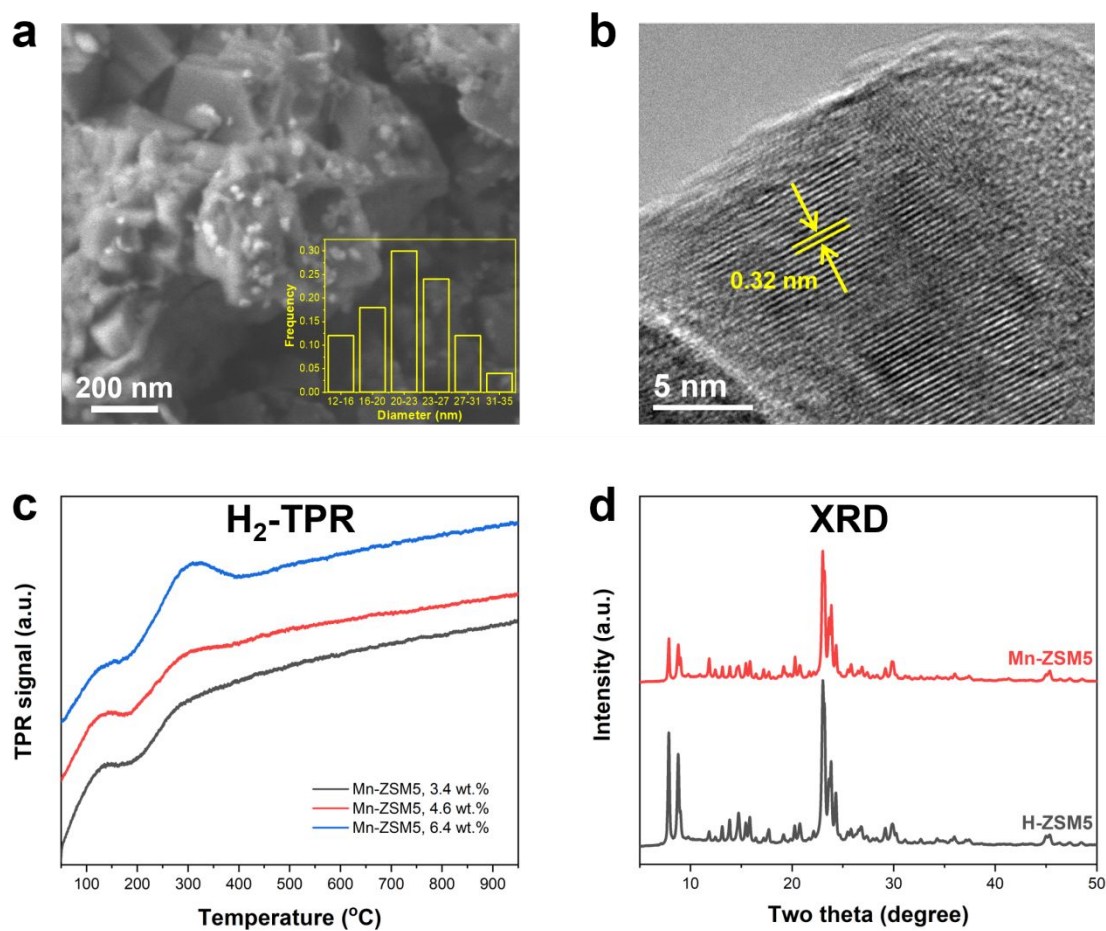 a
200 nm
Frequency
0.30
0.25
0.20
0.15
0.10
0.05
0.00
12-16 16-20 20-23 23-27 27-31 31-35
Diameter (nm)
b
0.32 nm
5 nm
c
H₂-TPR
TPR signal (a.u.)
Mn-ZSM5, 3.4 wt.%
Mn-ZSM5, 4.6 wt.%
Mn-ZSM5, 6.4 wt.%
100 200 300 400 500 600 700 800 900
Temperature (°C)
d
XRD
Intensity (a.u.)
Mn-ZSM5
H-ZSM5
10 20 30 40 50
Two theta (degree)